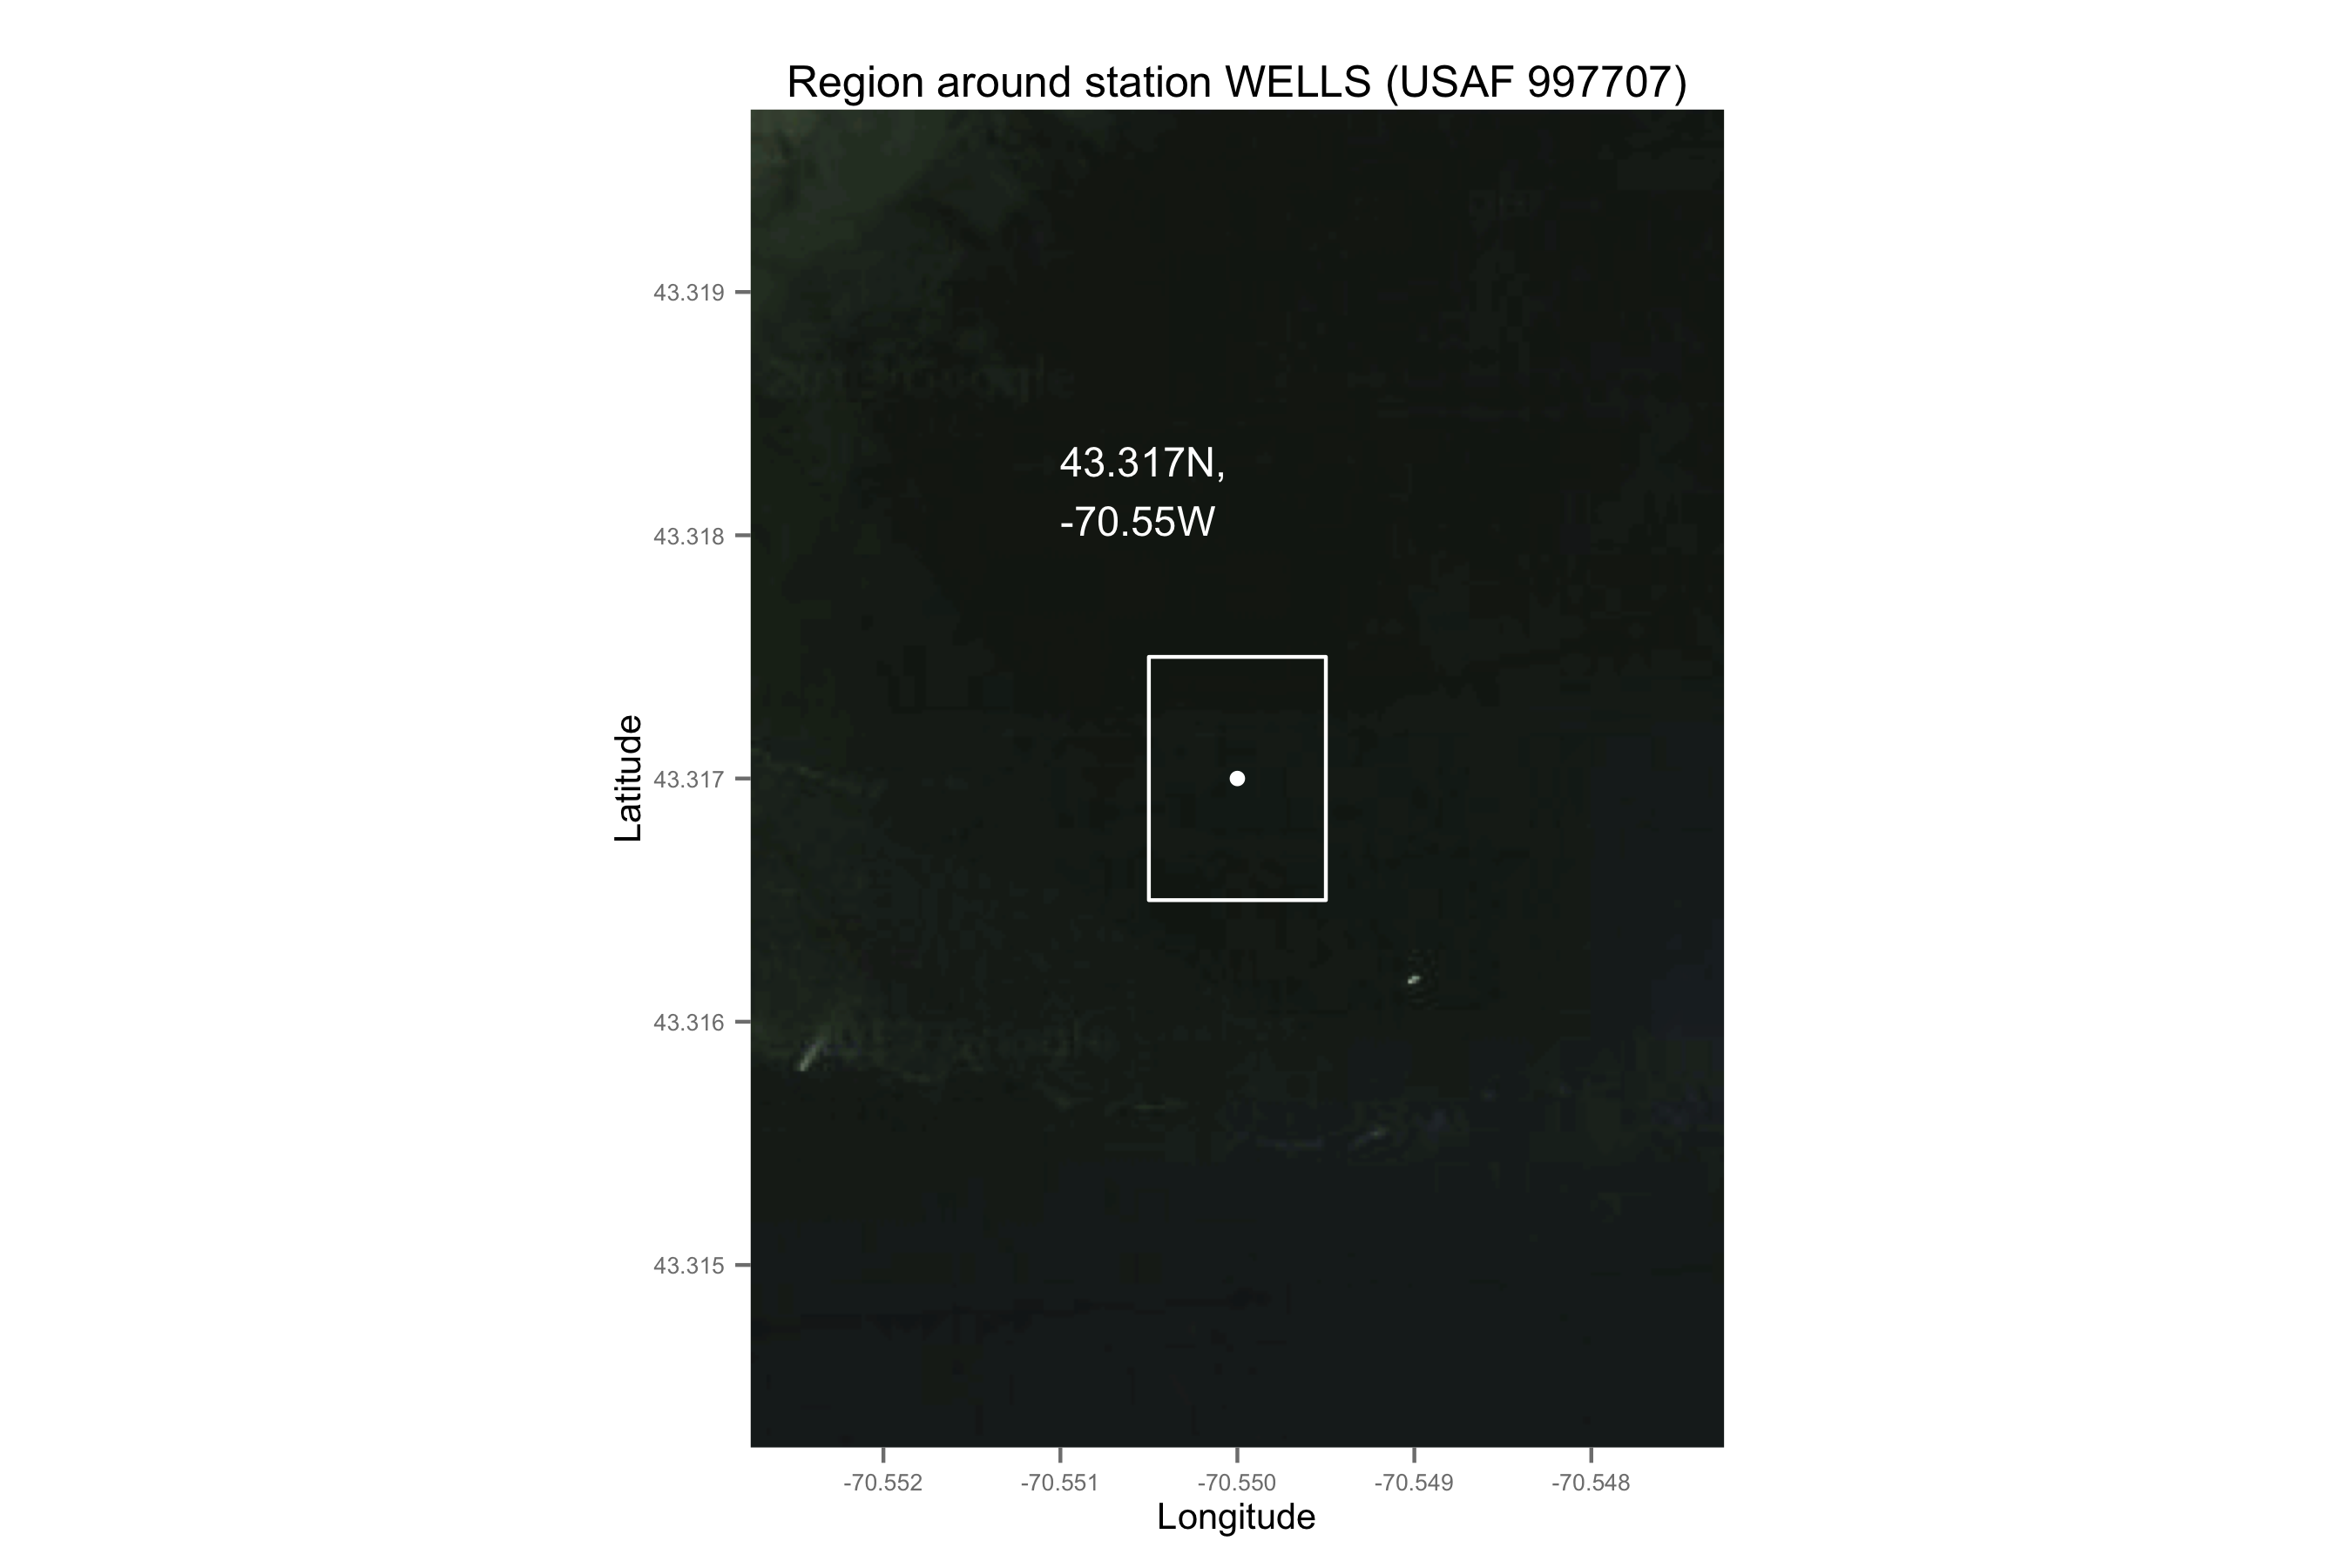 Region around station WELLS (USAF 997707)
43.319
43.318
43.317
43.316
43.315
Latitude
43.317N,
-70.55W
-70.552
-70.551
-70.550
-70.549
-70.548
Longitude